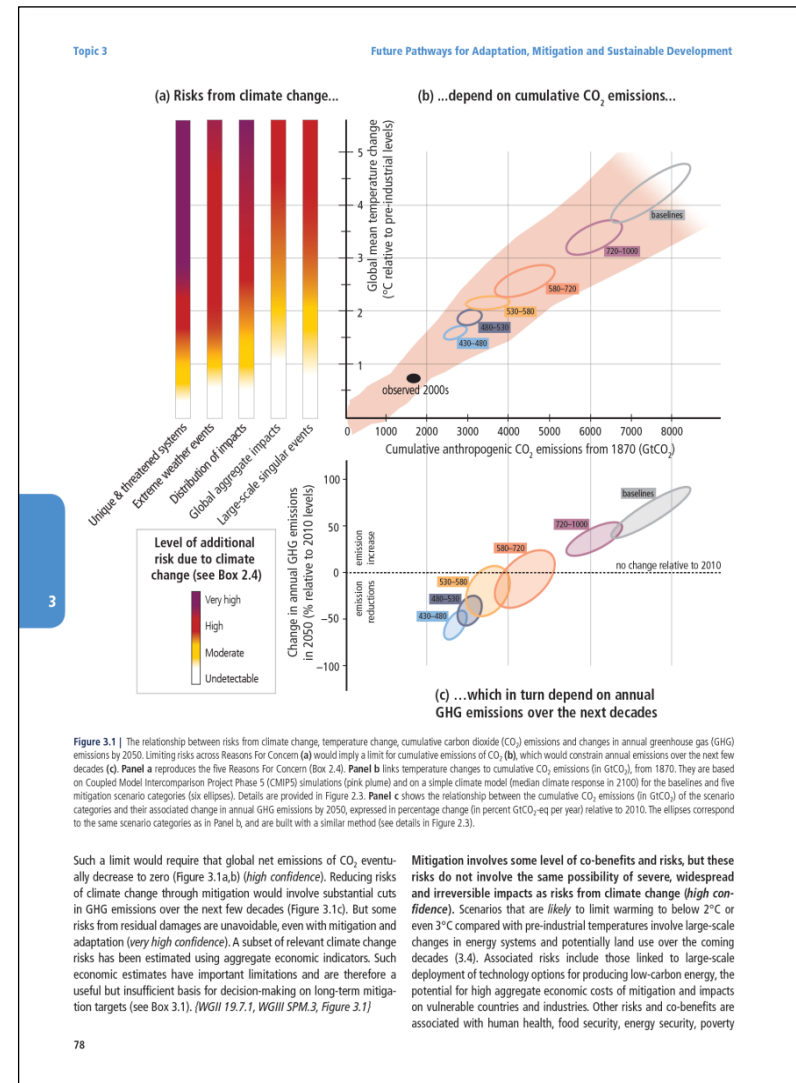 Topic 3
Future Pathways for Adaptation, Mitigation and Sustainable Development
(a) Risks from climate change...
(b) ...depend on cumulative CO₂ emissions...
Global mean temperature change
(°C relative to pre-industrial levels)
5
4
3
2
1
baselines
720–1000
580–720
530–580
480–530
430–480
observed 2000s
0 1000 2000 3000 4000 5000 6000 7000 8000
Cumulative anthropogenic CO₂ emissions from 1870 (GtCO₂)
Unique & threatened systems
Extreme weather events
Distribution of impacts
Global aggregate impacts
Large-scale singular events
Level of additional
risk due to climate
change (see Box 2.4)
Very high
High
Moderate
Undetectable
Change in annual GHG emissions
in 2050 (% relative to 2010 levels)
100
50
0
−50
−100
emission
increase
emission
reductions
baselines
720–1000
580–720
no change relative to 2010
530–580
480–530
430–480
(c) …which in turn depend on annual
GHG emissions over the next decades
3
Figure 3.1 | The relationship between risks from climate change, temperature change, cumulative carbon dioxide (CO₂) emissions and changes in annual greenhouse gas (GHG)
emissions by 2050. Limiting risks across Reasons For Concern (a) would imply a limit for cumulative emissions of CO₂ (b), which would constrain annual emissions over the next few
decades (c). Panel a reproduces the five Reasons For Concern (Box 2.4). Panel b links temperature changes to cumulative CO₂ emissions (in GtCO₂), from 1870. They are based
on Coupled Model Intercomparison Project Phase 5 (CMIP5) simulations (pink plume) and on a simple climate model (median climate response in 2100) for the baselines and five
mitigation scenario categories (six ellipses). Details are provided in Figure 2.3. Panel c shows the relationship between the cumulative CO₂ emissions (in GtCO₂) of the scenario
categories and their associated change in annual GHG emissions by 2050, expressed in percentage change (in percent GtCO₂-eq per year) relative to 2010. The ellipses correspond
to the same scenario categories as in Panel b, and are built with a similar method (see details in Figure 2.3).
Such a limit would require that global net emissions of CO₂ eventu-
ally decrease to zero (Figure 3.1a,b) (high confidence). Reducing risks
of climate change through mitigation would involve substantial cuts
in GHG emissions over the next few decades (Figure 3.1c). But some
risks from residual damages are unavoidable, even with mitigation and
adaptation (very high confidence). A subset of relevant climate change
risks has been estimated using aggregate economic indicators. Such
economic estimates have important limitations and are therefore a
useful but insufficient basis for decision-making on long-term mitiga-
tion targets (see Box 3.1). {WGII 19.7.1, WGIII SPM.3, Figure 3.1}
Mitigation involves some level of co-benefits and risks, but these
risks do not involve the same possibility of severe, widespread
and irreversible impacts as risks from climate change (high con-
fidence). Scenarios that are likely to limit warming to below 2°C or
even 3°C compared with pre-industrial temperatures involve large-scale
changes in energy systems and potentially land use over the coming
decades (3.4). Associated risks include those linked to large-scale
deployment of technology options for producing low-carbon energy, the
potential for high aggregate economic costs of mitigation and impacts
on vulnerable countries and industries. Other risks and co-benefits are
associated with human health, food security, energy security, poverty
78